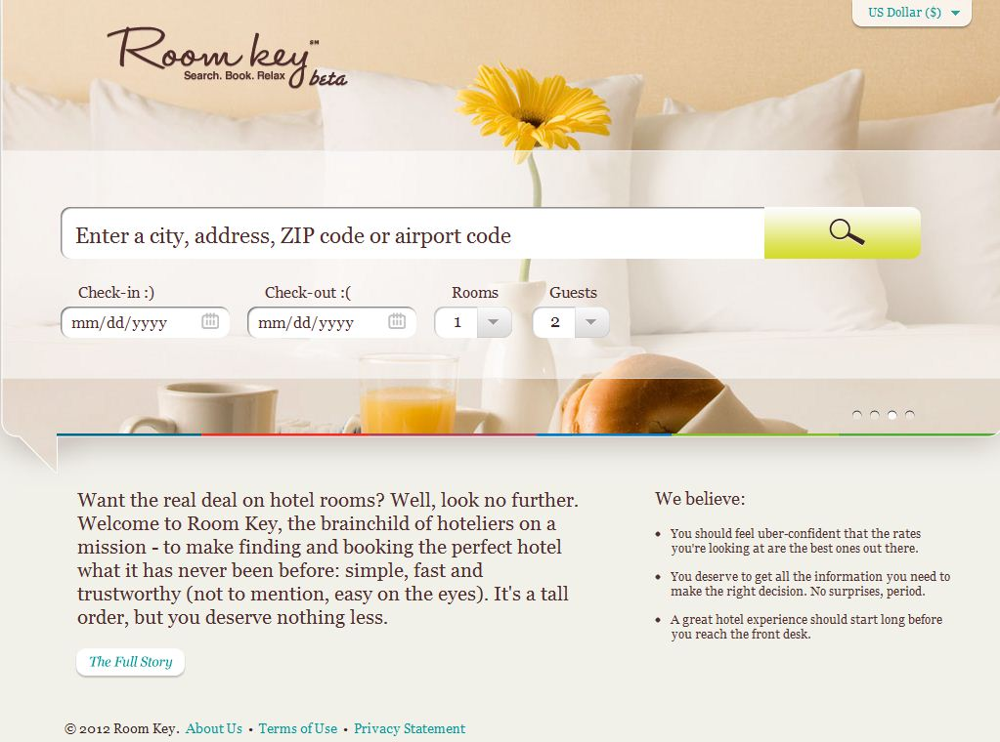 US Dollar ($)
Room key SM
Search. Book. Relax
beta
Enter a city, address, ZIP code or airport code
Check-in :) Check-out :( Rooms Guests
mm/dd/yyyy mm/dd/yyyy 1 2
Want the real deal on hotel rooms? Well, look no further.
Welcome to Room Key, the brainchild of hoteliers on a
mission - to make finding and booking the perfect hotel
what it has never been before: simple, fast and
trustworthy (not to mention, easy on the eyes). It's a tall
order, but you deserve nothing less.
The Full Story
We believe:
• You should feel uber-confident that the rates
you're looking at are the best ones out there.
• You deserve to get all the information you need to
make the right decision. No surprises, period.
• A great hotel experience should start long before
you reach the front desk.
© 2012 Room Key. About Us • Terms of Use • Privacy Statement